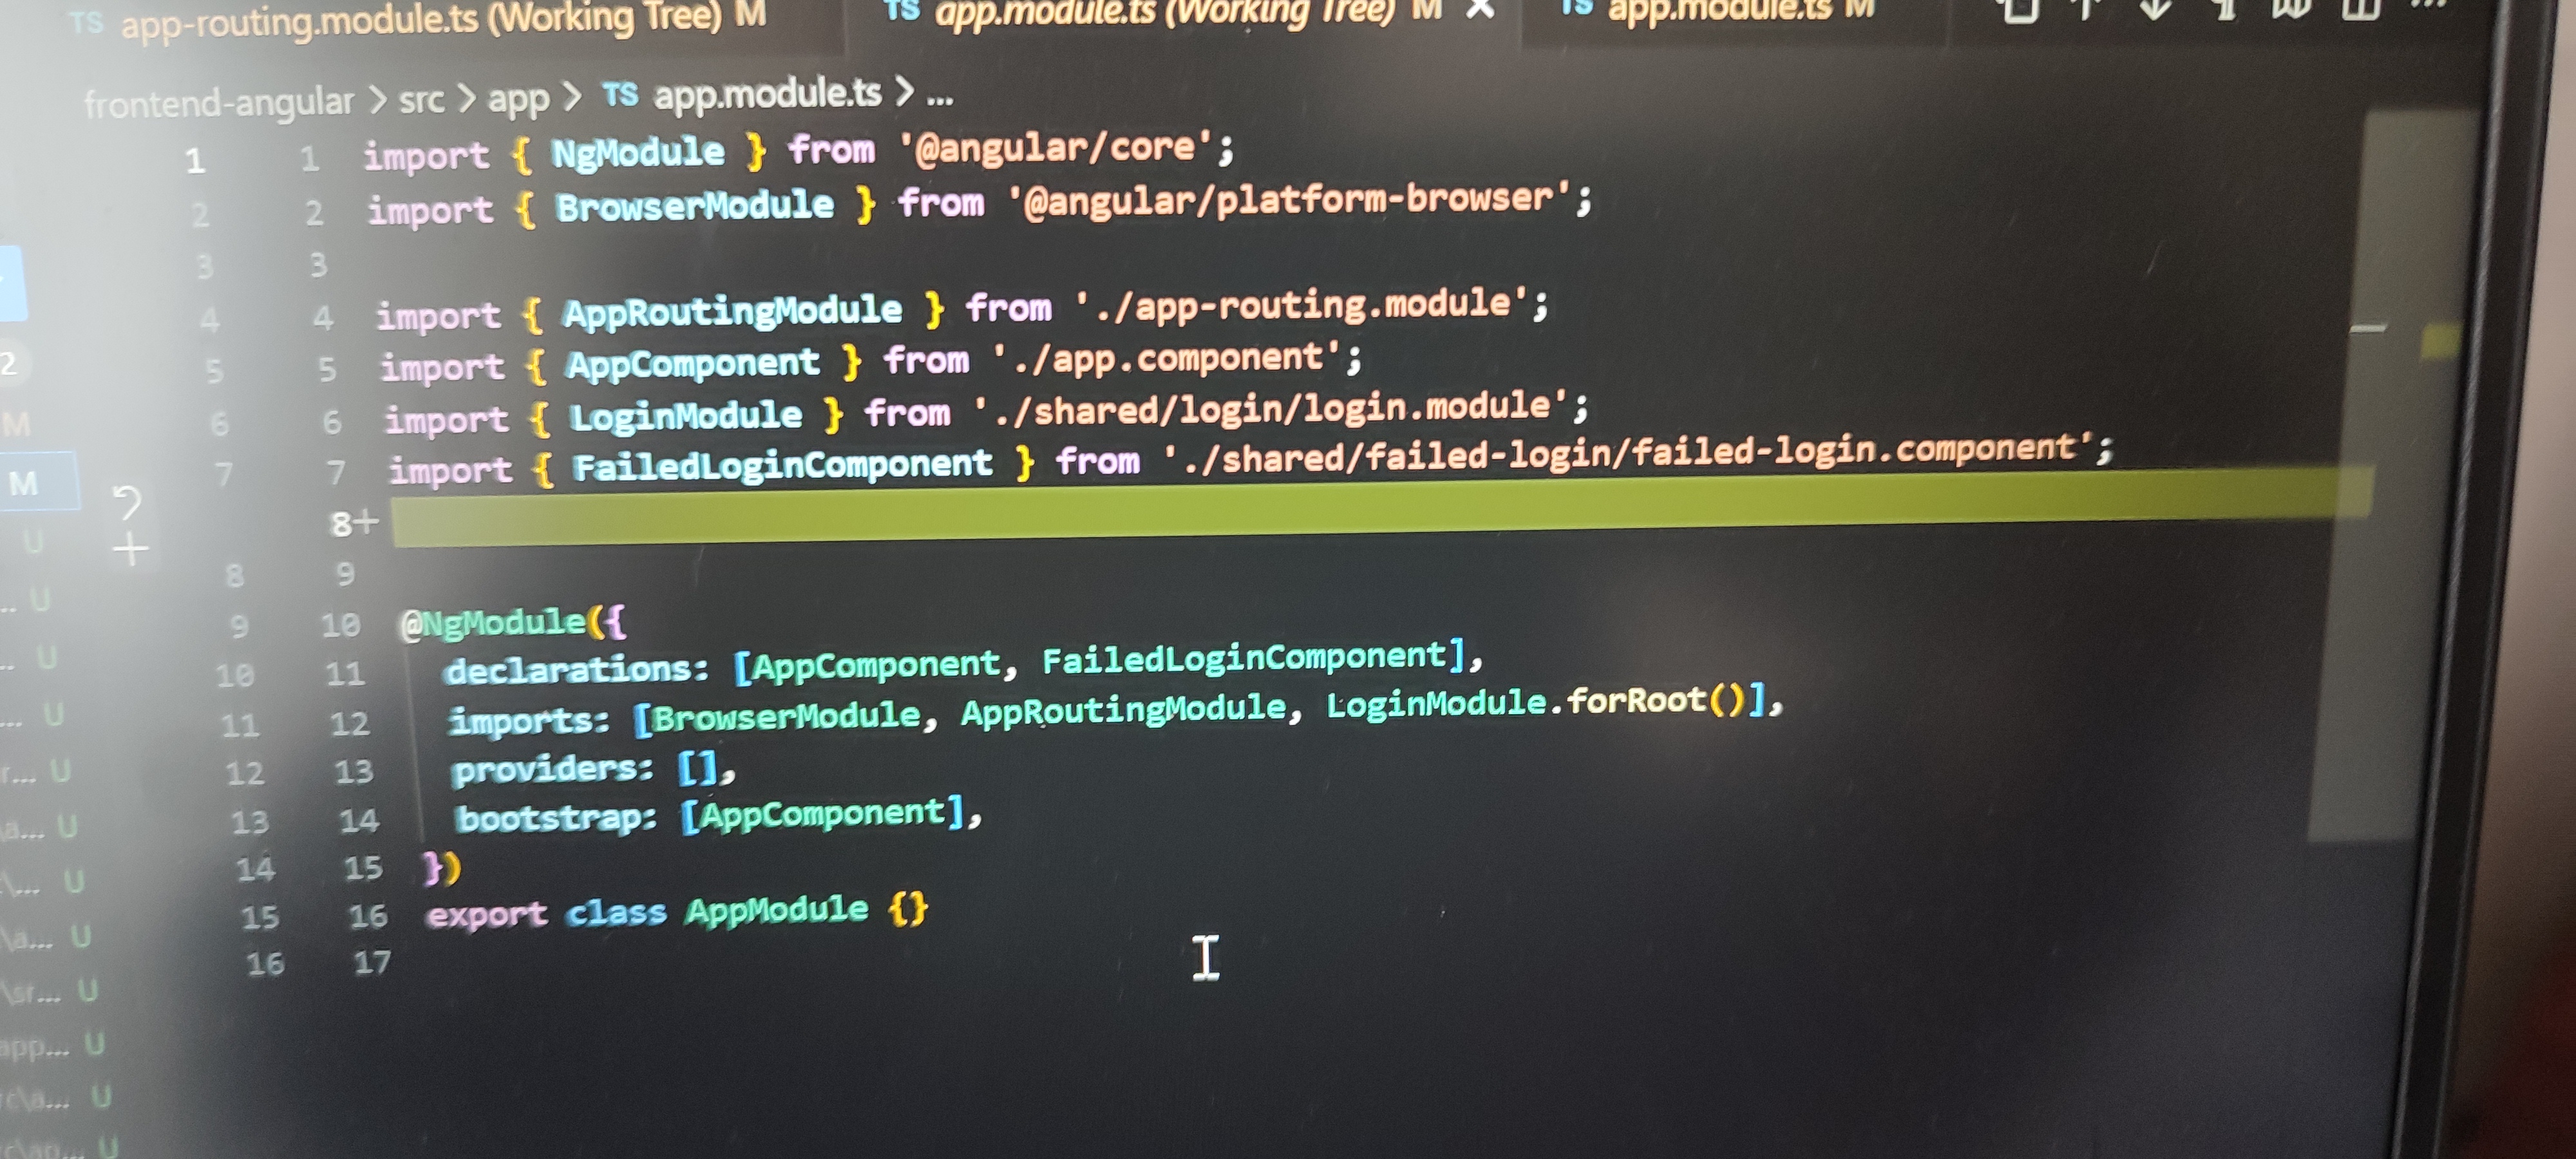 TS app-routing.module.ts (Working Tree) M TS app.module.ts (Working Tree) M TS app.module.ts M
frontend-angular > src > app > TS app.module.ts > ...
1 1 import { NgModule } from '@angular/core';
2 2 import { BrowserModule } from '@angular/platform-browser';
3 3
4 4 import { AppRoutingModule } from './app-routing.module';
5 5 import { AppComponent } from './app.component';
6 6 import { LoginModule } from './shared/login/login.module';
7 7 import { FailedLoginComponent } from './shared/failed-login/failed-login.component';
8+
8 9
9 10 @NgModule({
10 11 declarations: [AppComponent, FailedLoginComponent],
11 12 imports: [BrowserModule, AppRoutingModule, LoginModule.forRoot()],
12 13 providers: [],
13 14 bootstrap: [AppComponent],
14 15 })
15 16 export class AppModule {}
16 17
2
M
M
U
... U
... U
... U
r... U
\a... U
\... U
\a... U
\sr... U
app... U
c\a... U
U